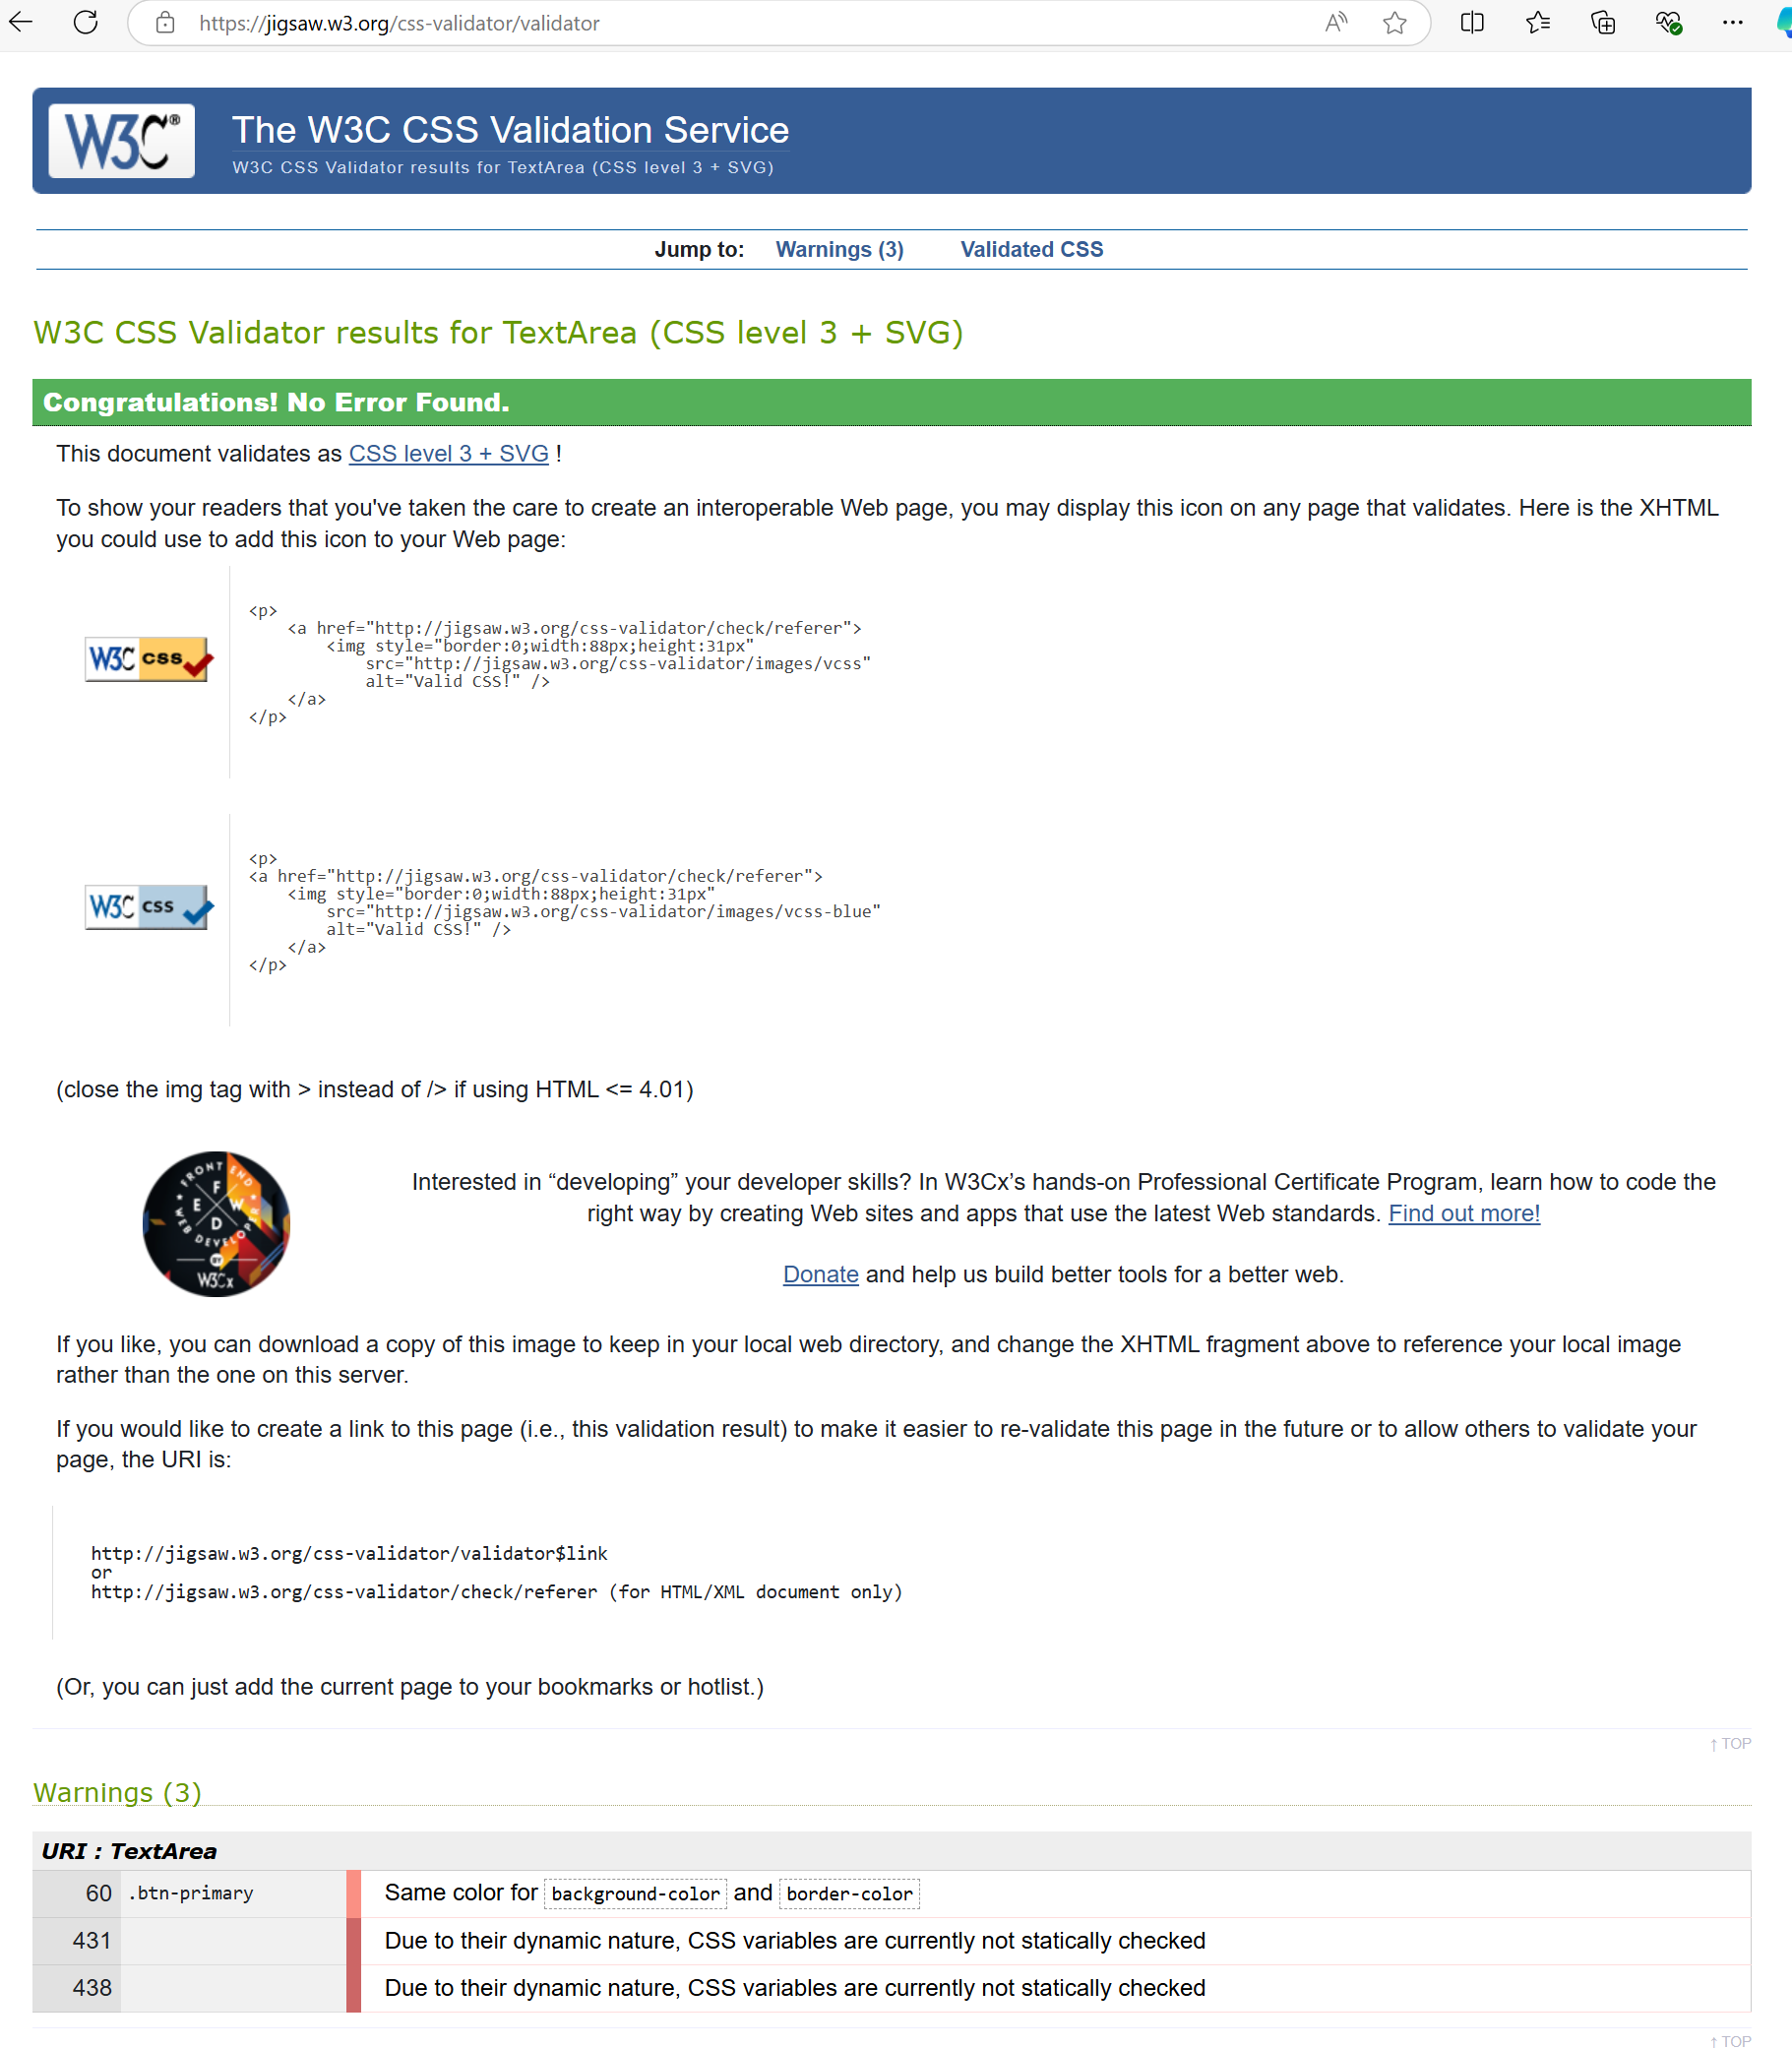 https://jigsaw.w3.org/css-validator/validator
W3C®
The W3C CSS Validation Service
W3C CSS Validator results for TextArea (CSS level 3 + SVG)
Jump to: Warnings (3) Validated CSS
W3C CSS Validator results for TextArea (CSS level 3 + SVG)
Congratulations! No Error Found.
This document validates as CSS level 3 + SVG !
To show your readers that you've taken the care to create an interoperable Web page, you may display this icon on any page that validates. Here is the XHTML
you could use to add this icon to your Web page:
<p>
<a href="http://jigsaw.w3.org/css-validator/check/referer">
<img style="border:0;width:88px;height:31px"
src="http://jigsaw.w3.org/css-validator/images/vcss"
alt="Valid CSS!" />
</a>
</p>
W3C css
<p>
<a href="http://jigsaw.w3.org/css-validator/check/referer">
<img style="border:0;width:88px;height:31px"
src="http://jigsaw.w3.org/css-validator/images/vcss-blue"
alt="Valid CSS!" />
</a>
</p>
W3C css
(close the img tag with > instead of /> if using HTML <= 4.01)
FRONT END
F
E W
D
WEB DEVELOPER
BY
W3Cx
Interested in “developing” your developer skills? In W3Cx’s hands-on Professional Certificate Program, learn how to code the
right way by creating Web sites and apps that use the latest Web standards. Find out more!
Donate and help us build better tools for a better web.
If you like, you can download a copy of this image to keep in your local web directory, and change the XHTML fragment above to reference your local image
rather than the one on this server.
If you would like to create a link to this page (i.e., this validation result) to make it easier to re-validate this page in the future or to allow others to validate your
page, the URI is:
http://jigsaw.w3.org/css-validator/validator$link
or
http://jigsaw.w3.org/css-validator/check/referer (for HTML/XML document only)
(Or, you can just add the current page to your bookmarks or hotlist.)
↑ TOP
Warnings (3)
URI : TextArea
60 .btn-primary Same color for background-color and border-color
431 Due to their dynamic nature, CSS variables are currently not statically checked
438 Due to their dynamic nature, CSS variables are currently not statically checked
↑ TOP